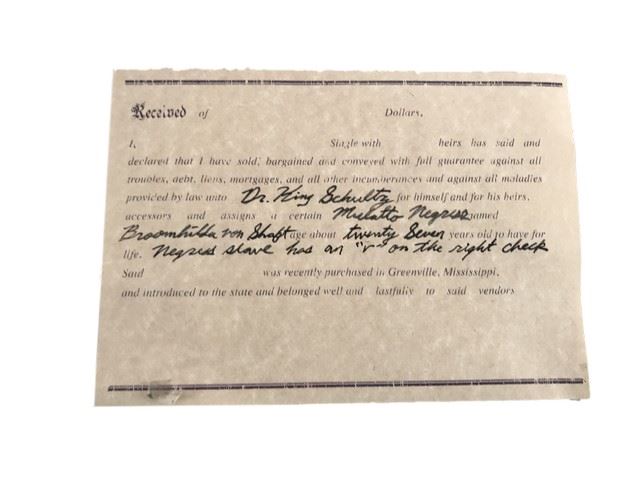 Received of Dollars,
I, Single with heirs has said and
declared that I have sold, bargained and conveyed with full guarantee against all
troubles, debt, liens, mortgages, and all other incumberances and against all maladies
provided by law unto Dr. King Schultz for himself and for his heirs,
accessors and assigns a certain Mulatto Negress named
Broomhilda von Shaft age about twenty Seven years old to have for
life. Negress slave has an "r" on the right cheek
Said was recently purchased in Greenville, Mississippi,
and introduced to the state and belonged well and lastfully to said vendors